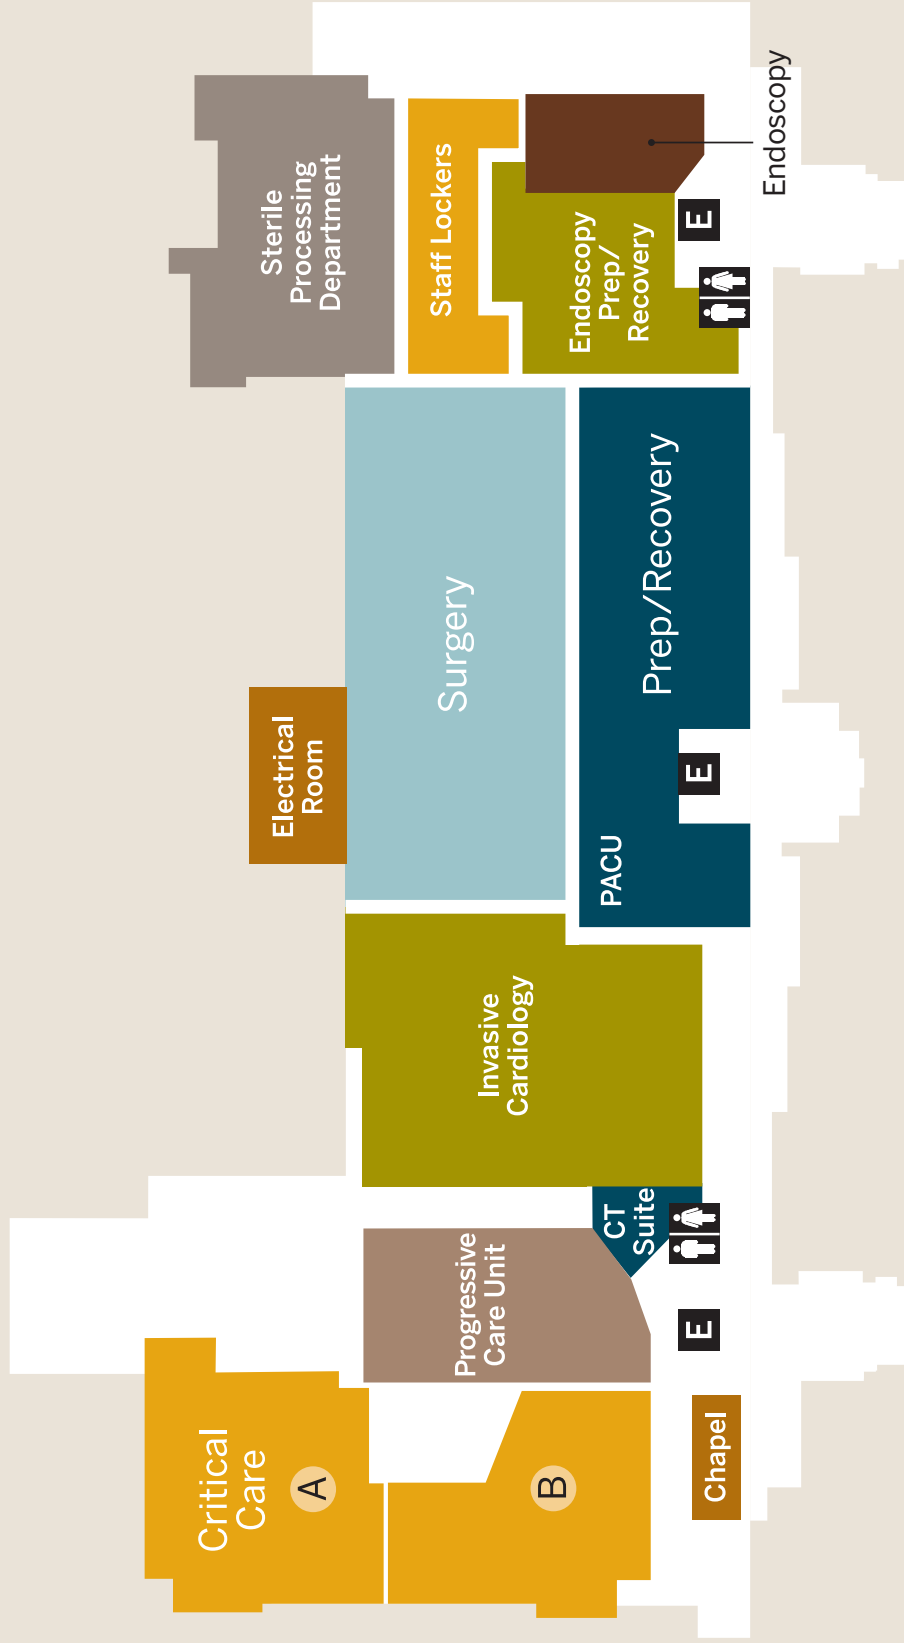 Critical
Care
A
B
Chapel
Progressive
Care Unit
E
CT
Suite
Invasive
Cardiology
Electrical
Room
Surgery
PACU
E
Prep/Recovery
Sterile
Processing
Department
Staff Lockers
Endoscopy
Prep/
Recovery
E
Endoscopy